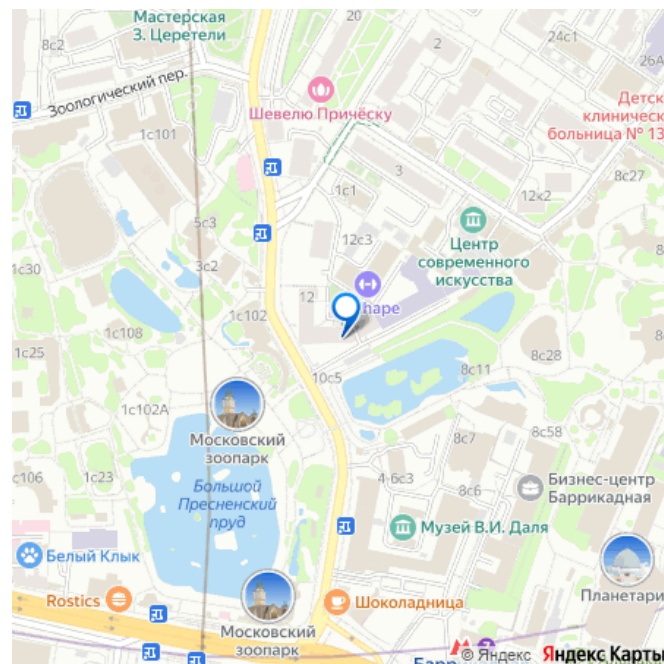 Мастерская
З. Церетели
8с2
2
24с1
26А
20
Зоологический пер.
Шевелю Причёску
Детск
клиническ
больница № 13
1с101
3
1с1
12к2
8с27
5с3
12с3
Центр
современного
искусства
1с30
3с2
12
hape
1с108
1с102
1с25
10с5
8с11
8с28
1с102А
Московский
зоопарк
8с7
8с58
Большой
Пресненский
пруд
4-6с3
8с6
Бизнес-центр
Баррикадная
с106
1с23
Музей В.И. Даля
Белый Клык
Планетари
Rostics
Шоколадница
Московский
зоопарк
Барр
© Яндекс Яндекс Карты